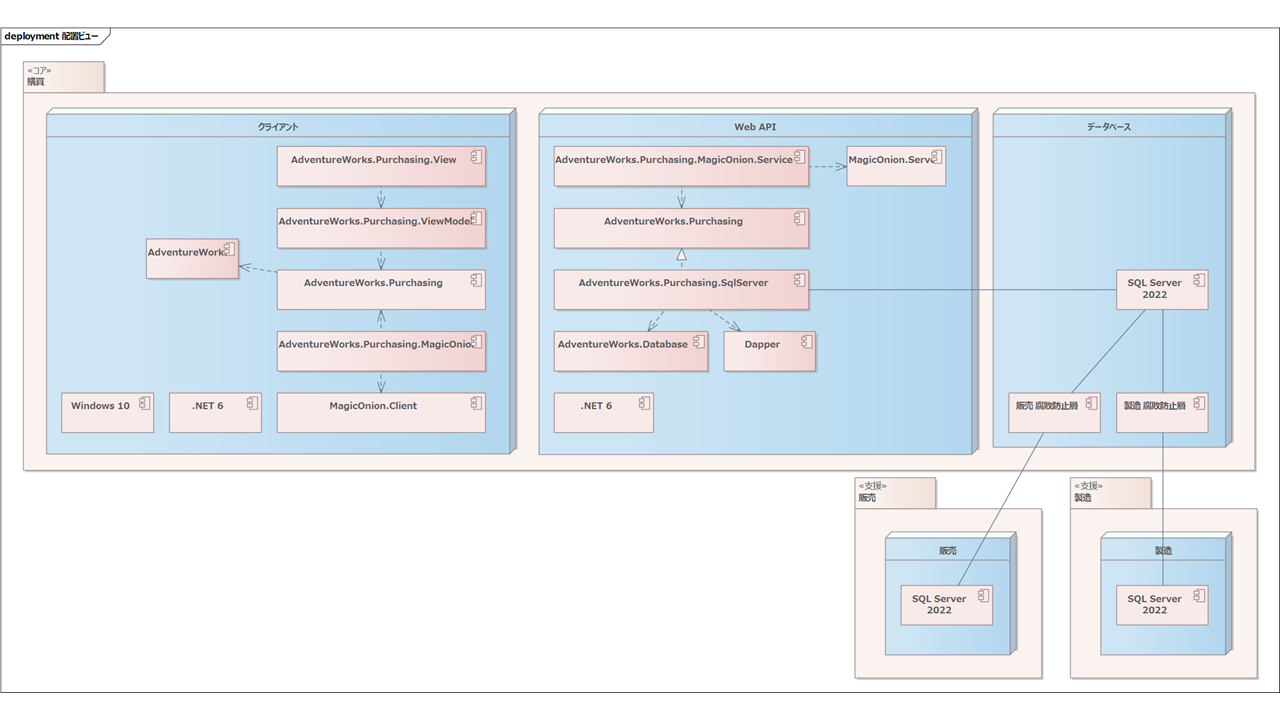 deployment 配置ビュー
«コア»
購買
クライアント
AdventureWorks.Purchasing.View
AdventureWorks.Purchasing.ViewMode
AdventureWork
AdventureWorks.Purchasing
AdventureWorks.Purchasing.MagicOnio
Windows 10
.NET 6
MagicOnion.Client
Web API
AdventureWorks.Purchasing.MagicOnion.Service
MagicOnion.Serve
AdventureWorks.Purchasing
AdventureWorks.Purchasing.SqlServer
AdventureWorks.Database
Dapper
.NET 6
データベース
SQL Server
2022
販売 腐敗防止層
製造 腐敗防止層
«支援»
販売
販売
SQL Server
2022
«支援»
製造
製造
SQL Server
2022